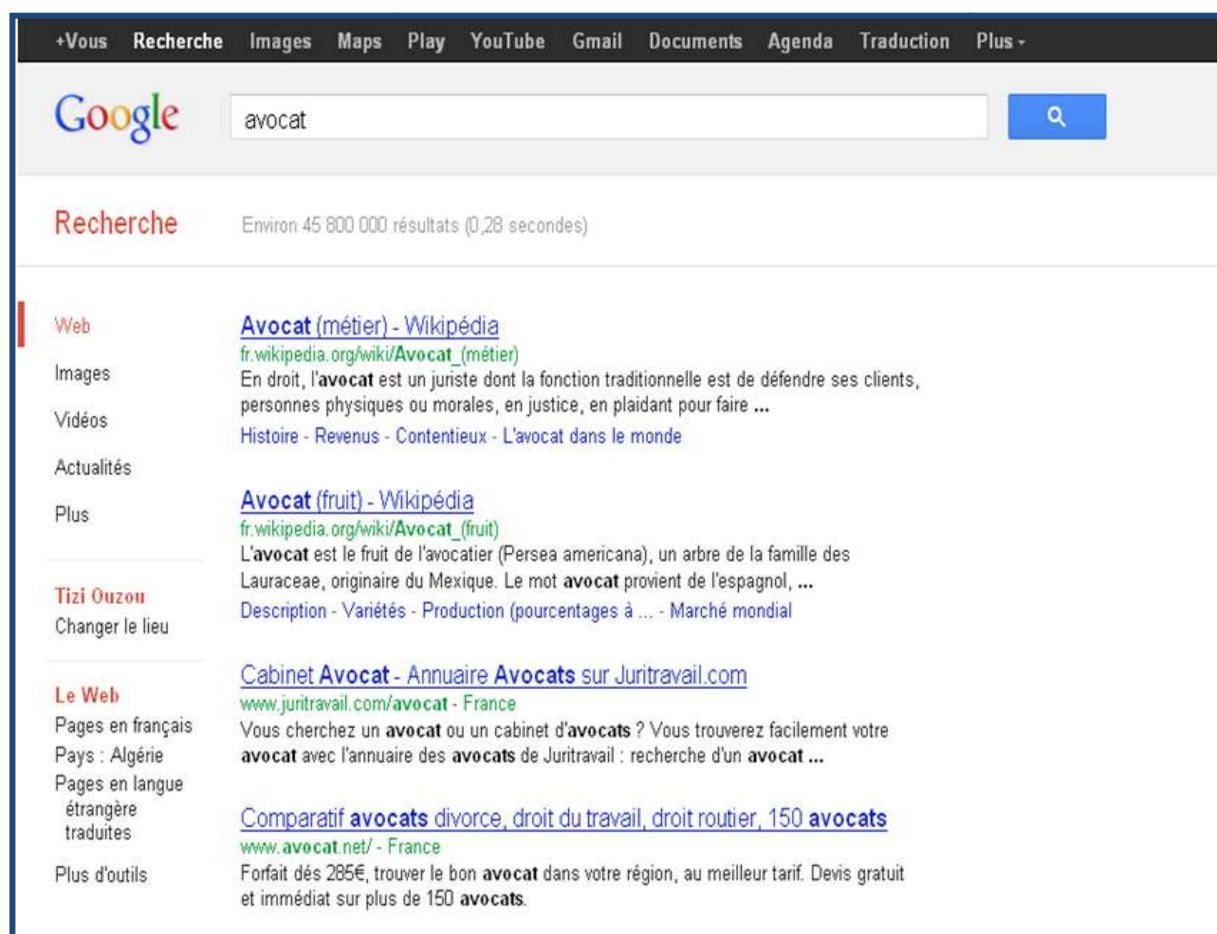 +Vous Recherche Images Maps Play YouTube Gmail Documents Agenda Traduction Plus
Google
avocat
Recherche
Environ 45 800 000 résultats (0,28 secondes)
Web
Images
Vidéos
Actualités
Plus
Tizi Ouzou
Changer le lieu
Le Web
Pages en français
Pays : Algérie
Pages en langue
étrangère
traduites
Plus d'outils
Avocat (métier) - Wikipédia
fr.wikipedia.org/wiki/Avocat_(métier)
En droit, l'avocat est un juriste dont la fonction traditionnelle est de défendre ses clients,
personnes physiques ou morales, en justice, en plaidant pour faire ...
Histoire - Revenus - Contentieux - L'avocat dans le monde
Avocat (fruit) - Wikipédia
fr.wikipedia.org/wiki/Avocat_(fruit)
L'avocat est le fruit de l'avocatier (Persea americana), un arbre de la famille des
Lauraceae, originaire du Mexique. Le mot avocat provient de l'espagnol, ...
Description - Variétés - Production (pourcentages à ... - Marché mondial
Cabinet Avocat - Annuaire Avocats sur Juritravail.com
www.juritravail.com/avocat - France
Vous cherchez un avocat ou un cabinet d'avocats ? Vous trouverez facilement votre
avocat avec l'annuaire des avocats de Juritravail : recherche d'un avocat ...
Comparatif avocats divorce, droit du travail, droit routier, 150 avocats
www.avocat.net/ - France
Forfait dés 285€, trouver le bon avocat dans votre région, au meilleur tarif. Devis gratuit
et immédiat sur plus de 150 avocats.